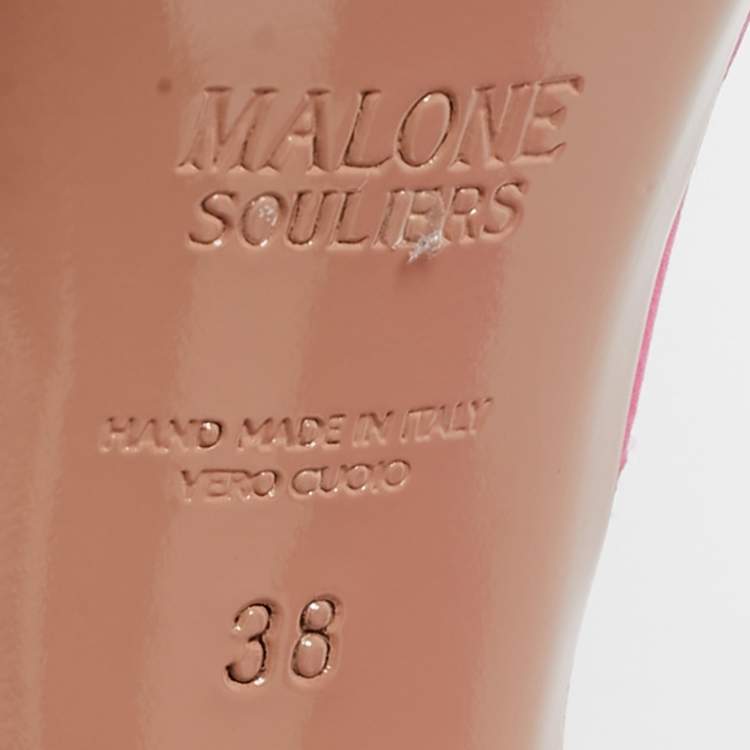 MALONE
SOULIERS
HAND MADE IN ITALY
VERO CUOIO
38